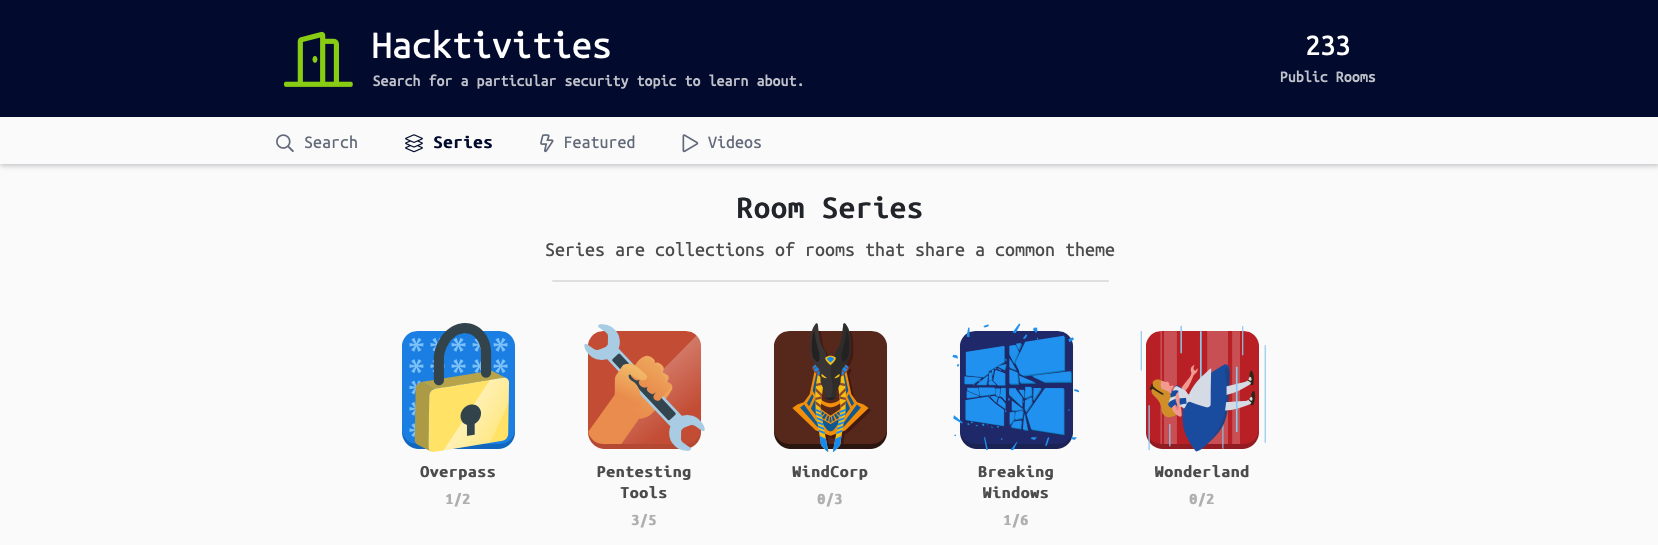 Hacktivities
Search for a particular security topic to learn about.
233
Public Rooms
Search
Series
Featured
Videos
Room Series
Series are collections of rooms that share a common theme
Overpass
1/2
Pentesting
Tools
3/5
WindCorp
0/3
Breaking
Windows
1/6
Wonderland
0/2